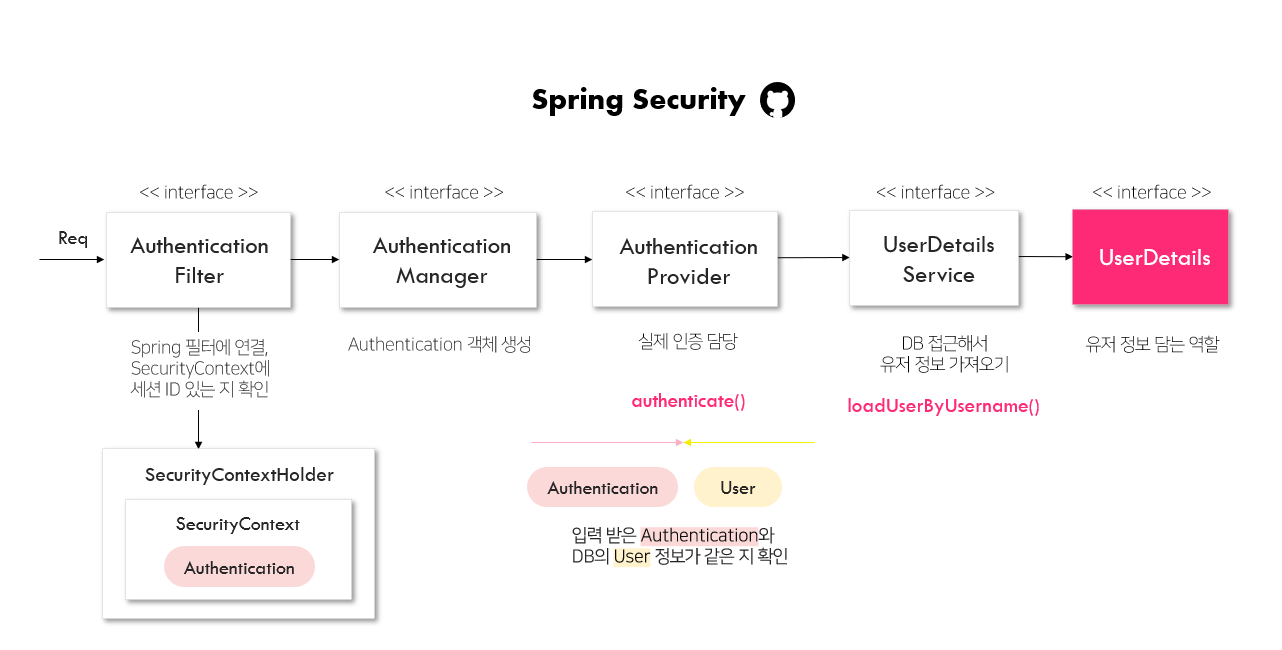 Spring Security
<< interface >>
<< interface >>
<< interface >>
<< interface >>
<< interface >>
Req
Authentication
Filter
Authentication
Manager
Authentication
Provider
UserDetails
Service
UserDetails
Spring 필터에 연결,
SecurityContext에
세션 ID 있는 지 확인
Authentication 객체 생성
실제 인증 담당
authenticate()
DB 접근해서
유저 정보 가져오기
loadUserByUsername()
유저 정보 담는 역할
SecurityContextHolder
SecurityContext
Authentication
Authentication
User
입력 받은 Authentication와
DB의 User 정보가 같은 지 확인